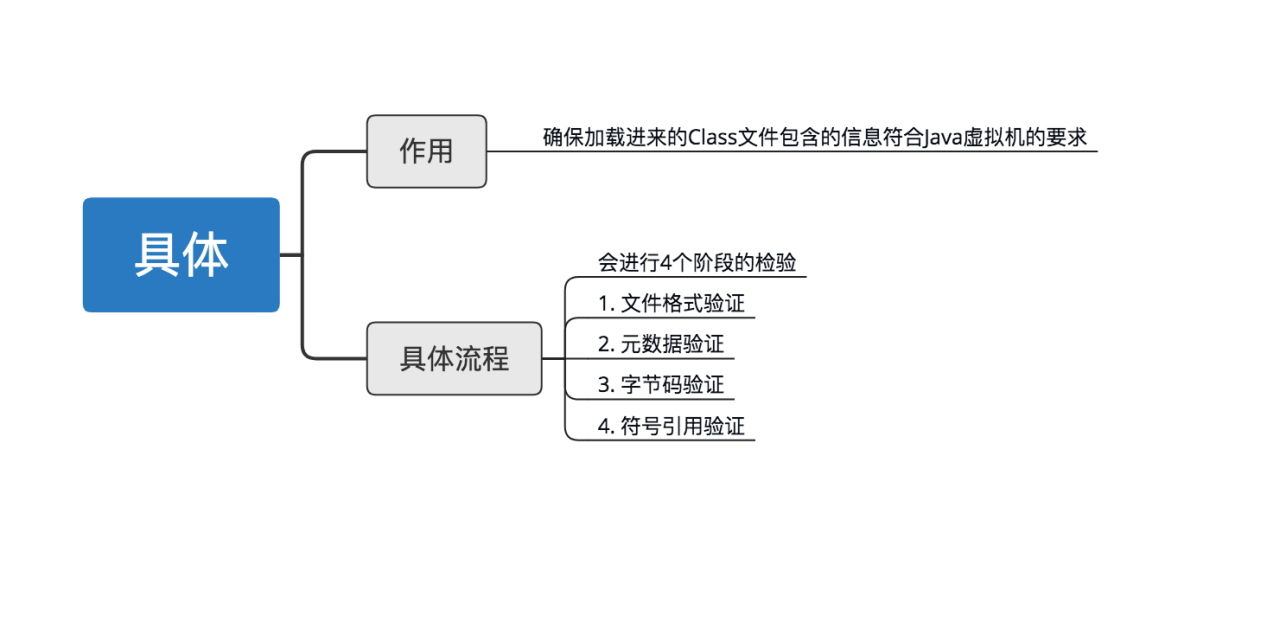 具体
作用
确保加载进来的Class文件包含的信息符合Java虚拟机的要求
具体流程
会进行4个阶段的检验
1. 文件格式验证
2. 元数据验证
3. 字节码验证
4. 符号引用验证